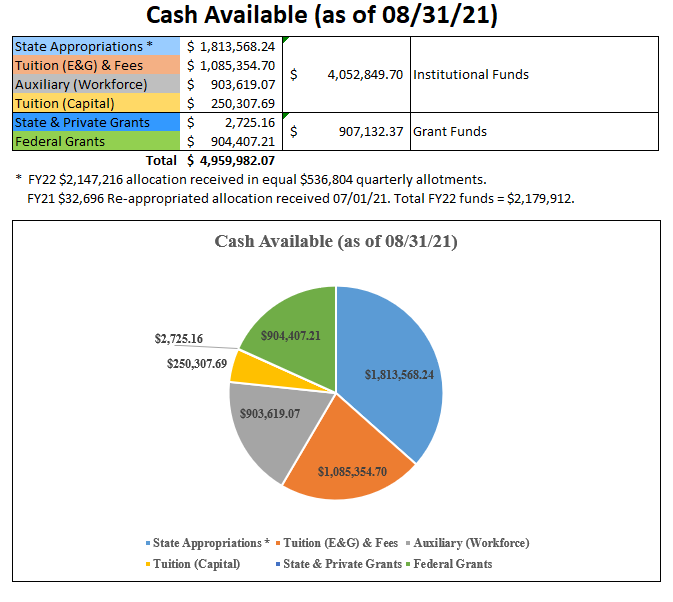 Cash Available (as of 08/31/21)
State Appropriations * $ 1,813,568.24
Tuition (E&G) & Fees $ 1,085,354.70
$ 4,052,849.70 Institutional Funds
Auxiliary (Workforce) $ 903,619.07
Tuition (Capital) $ 250,307.69
State & Private Grants $ 2,725.16
$ 907,132.37 Grant Funds
Federal Grants $ 904,407.21
Total $ 4,959,982.07
* FY22 $2,147,216 allocation received in equal $536,804 quarterly allotments.
FY21 $32,696 Re-appropriated allocation received 07/01/21. Total FY22 funds = $2,179,912.
Cash Available (as of 08/31/21)
$2,725.16
$904,407.21
$250,307.69
$1,813,568.24
$903,619.07
$1,085,354.70
State Appropriations * Tuition (E&G) & Fees Auxiliary (Workforce)
Tuition (Capital) State & Private Grants Federal Grants